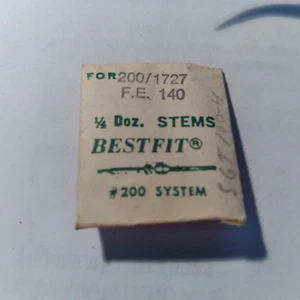 FOR 200/1727
F.E. 140
½ Doz. STEMS
BESTFIT®
#200 SYSTEM